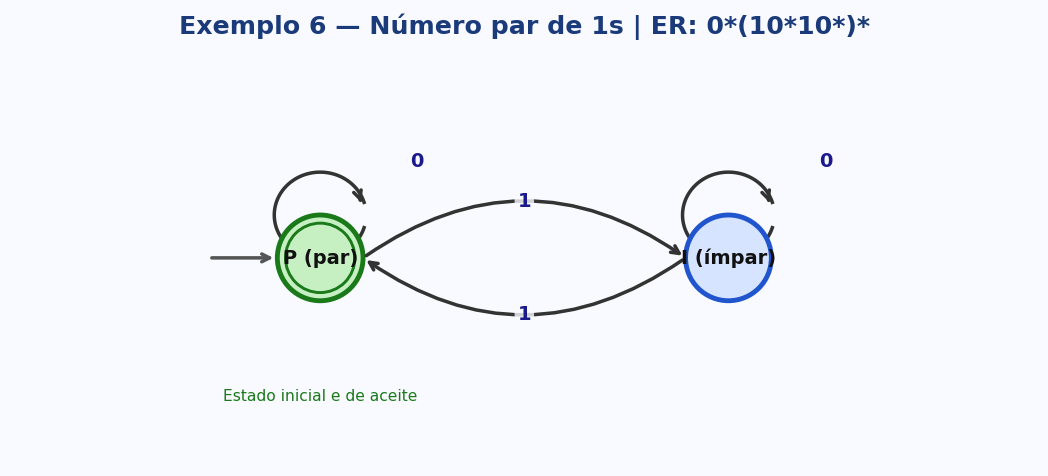 Exemplo 6 — Número par de 1s | ER: 0*(10*10*)*
0
0
1
P (par)
I (ímpar)
1
Estado inicial e de aceite